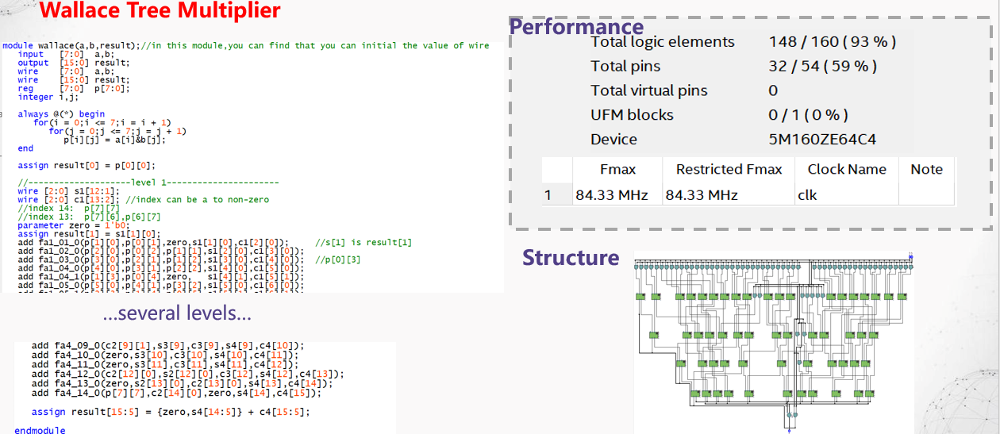 Wallace Tree Multiplier
module wallace(a,b,result);//in this module,you can find that you can initial the value of wire
input [7:0] a,b;
output [15:0] result;
wire [7:0] a,b;
wire [15:0] result;
reg [7:0] p[7:0];
integer i,j;
always @(*) begin
for(i = 0;i <= 7;i = i + 1)
for(j = 0;j <= 7;j = j + 1)
p[i][j] = a[i]&b[j];
end
assign result[0] = p[0][0];
//--------------------level 1----------------------
wire [2:0] s1[12:1];
wire [2:0] c1[13:2]; //index can be a to non-zero
//index 14: p[7][7]
//index 13: p[7][6],p[6][7]
parameter zero = 1'b0;
assign result[1] = s1[1][0];
add fa1_01_0(p[1][0],p[0][1],zero,s1[1][0],c1[2][0]); //s[1] is result[1]
add fa1_02_0(p[2][0],p[0][2],p[1][1],s1[2][0],c1[3][0]);
add fa1_03_0(p[3][0],p[2][1],p[1][2],s1[3][0],c1[4][0]); //p[0][3]
add fa1_04_0(p[4][0],p[3][1],p[2][2],s1[4][0],c1[5][0]);
add fa1_04_1(p[1][3],p[0][4],zero, s1[4][1],c1[5][1]);
add fa1_05_0(p[5][0],p[4][1],p[3][2],s1[5][0],c1[6][0]);
...several levels...
add fa4_09_0(c2[9][1],s3[9],c3[9],s4[9],c4[10]);
add fa4_10_0(zero,s3[10],c3[10],s4[10],c4[11]);
add fa4_11_0(zero,s3[11],c3[11],s4[11],c4[12]);
add fa4_12_0(c2[12][0],s2[12][0],c3[12],s4[12],c4[13]);
add fa4_13_0(zero,s2[13][0],c2[13][0],s4[13],c4[14]);
add fa4_14_0(p[7][7],c2[14][0],zero,s4[14],c4[15]);
assign result[15:5] = {zero,s4[14:5]} + c4[15:5];
endmodule
Performance
Total logic elements 148 / 160 ( 93 % )
Total pins 32 / 54 ( 59 % )
Total virtual pins 0
UFM blocks 0 / 1 ( 0 % )
Device 5M160ZE64C4
Fmax Restricted Fmax Clock Name Note
1 84.33 MHz 84.33 MHz clk
Structure